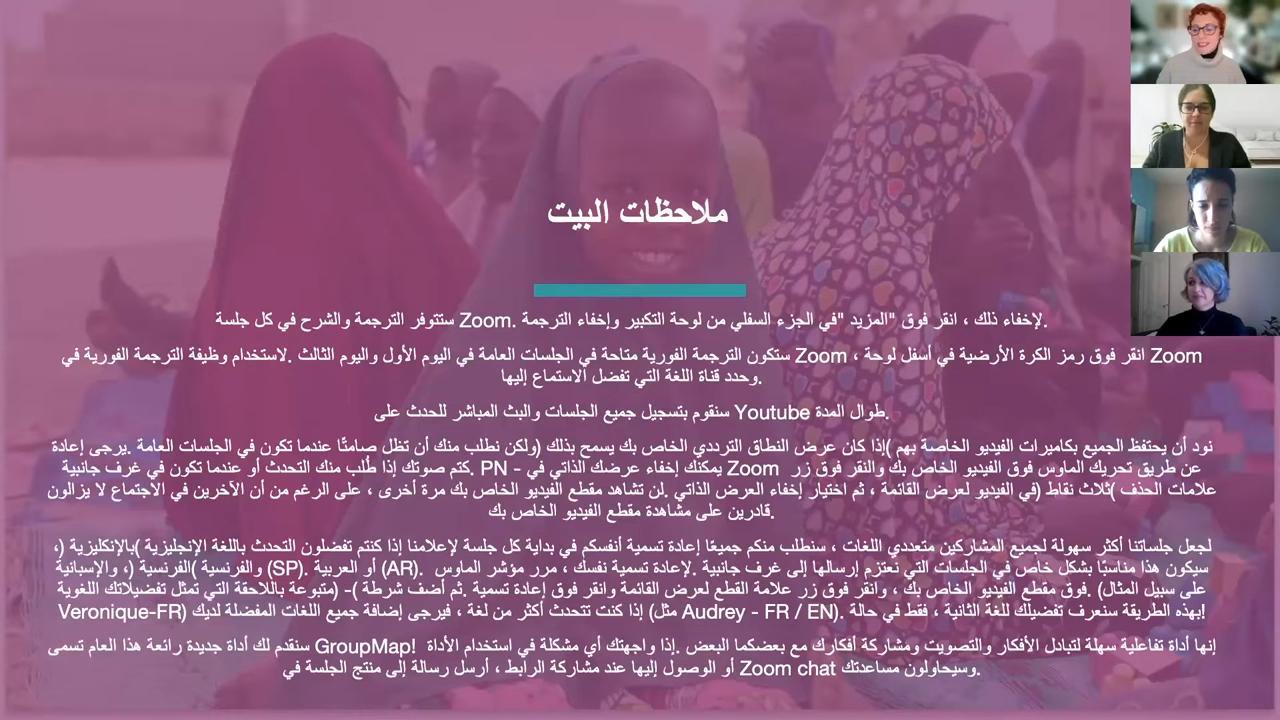 ملاحظات البيت
ستتوفر الترجمة والشرح في كل جلسة Zoom. لإخفاء ذلك ، انقر فوق "المزيد "في الجزء السفلي من لوحة التكبير وإخفاء الترجمة.
ستكون الترجمة الفورية متاحة في الجلسات العامة في اليوم الأول واليوم الثالث .لاستخدام وظيفة الترجمة الفورية في Zoom ، انقر فوق رمز الكرة الأرضية في أسفل لوحة Zoom
وحدد قناة اللغة التي تفضل الاستماع إليها.
سنقوم بتسجيل جميع الجلسات والبث المباشر للحدث على Youtube طوال المدة.
نود أن يحتفظ الجميع بكاميرات الفيديو الخاصة بهم )إذا كان عرض النطاق الترددي الخاص بك يسمح بذلك (ولكن نطلب منك أن تظل صامتًا عندما تكون في الجلسات العامة .يرجى إعادة
كتم صوتك إذا طُلب منك التحدث أو عندما تكون في غرف جانبية. PN - يمكنك إخفاء عرضك الذاتي في Zoom عن طريق تحريك الماوس فوق الفيديو الخاص بك والنقر فوق زر
علامات الحذف )ثلاث نقاط (في الفيديو لعرض القائمة ، ثم اختيار إخفاء العرض الذاتي .لن تشاهد مقطع الفيديو الخاص بك مرة أخرى ، على الرغم من أن الآخرين في الاجتماع لا يزالون
قادرين على مشاهدة مقطع الفيديو الخاص بك.
لجعل جلساتنا أكثر سهولة لجميع المشاركين متعددي اللغات ، سنطلب منكم جميعًا إعادة تسمية أنفسكم في بداية كل جلسة لإعلامنا إذا كنتم تفضلون التحدث باللغة الإنجليزية )بالإنكليزية (،
والفرنسية )الفرنسية (، والإسبانية (SP) أو العربية (AR). سيكون هذا مناسبًا بشكل خاص في الجلسات التي نعتزم إرسالها إلى غرف جانبية .لإعادة تسمية نفسك ، مرر مؤشر الماوس
فوق مقطع الفيديو الخاص بك ، وانقر فوق زر علامة القطع لعرض القائمة وانقر فوق إعادة تسمية .ثم أضف شرطة )-( متبوعة باللاحقة التي تمثل تفضيلاتك اللغوية (على سبيل المثال.
Veronique-FR) بهذه الطريقة سنعرف تفضيلك للغة الثانية ، فقط في حالة! إذا كنت تتحدث أكثر من لغة ، فيرجى إضافة جميع اللغات المفضلة لديك (مثل Audrey - FR / EN).
سنقدم لك أداة جديدة رائعة هذا العام تسمى GroupMap! إنها أداة تفاعلية سهلة لتبادل الأفكار والتصويت ومشاركة أفكارك مع بعضكما البعض .إذا واجهتك أي مشكلة في استخدام الأداة
أو الوصول إليها عند مشاركة الرابط ، أرسل رسالة إلى منتج الجلسة في Zoom chat وسيحاولون مساعدتك.